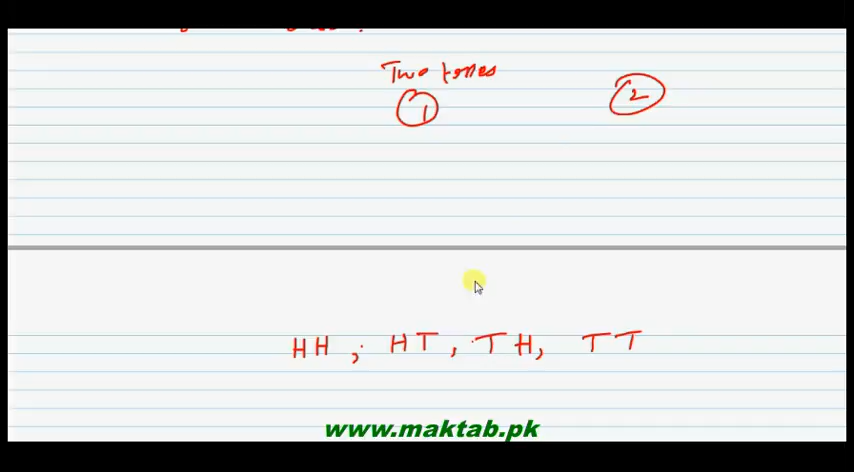 Two tosses
1 2
HH , HT , TH , TT
www.maktab.pk